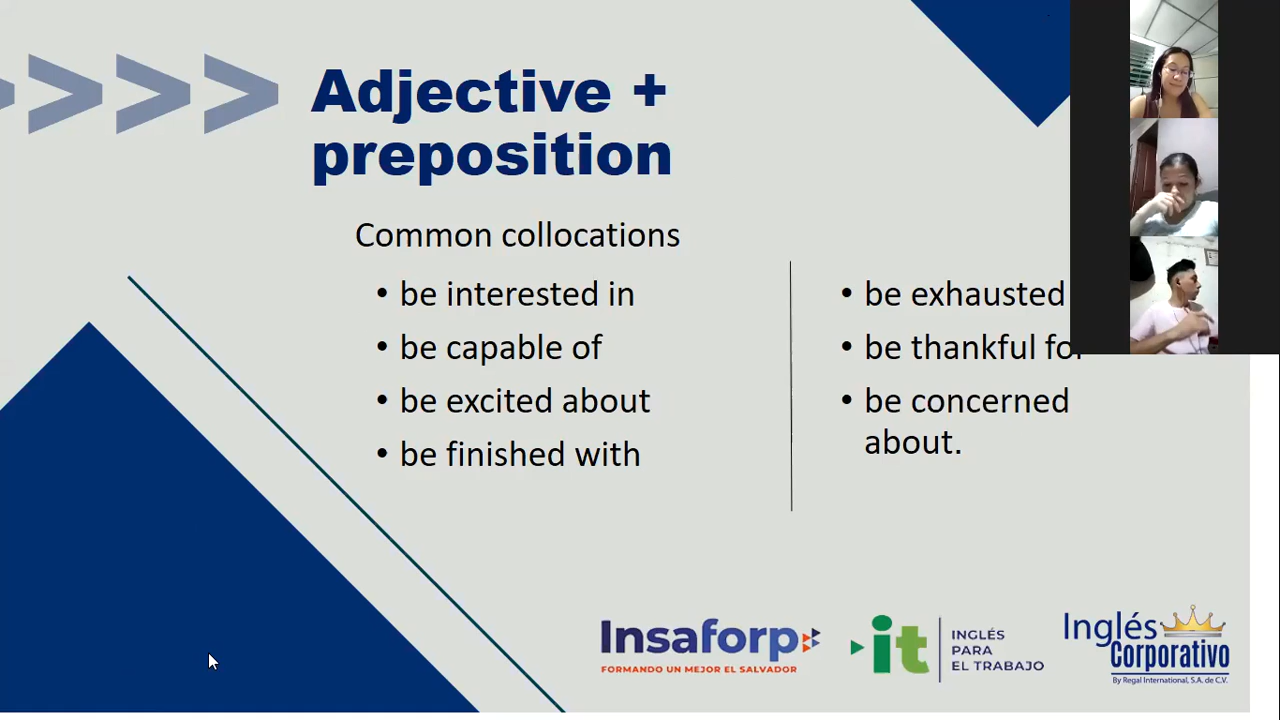 Adjective +
preposition
Common collocations
• be interested in
• be capable of
• be excited about
• be finished with
• be exhausted
• be thankful for
• be concerned
about.
Insaforp
FORMANDO UN MEJOR EL SALVADOR
it
INGLÉS
PARA
EL TRABAJO
Inglés
Corporativo
By Regal International, S.A. de C.V.